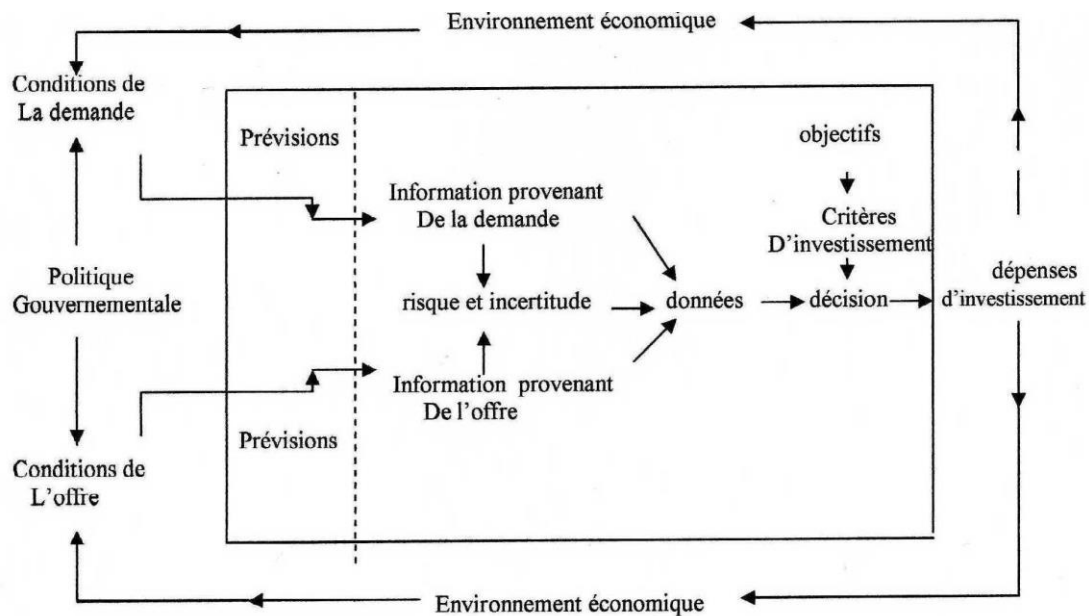 Environnement économique
Conditions de
La demande
Prévisions
objectifs
Information provenant
De la demande
Critères
D'investissement
Politique
Gouvernementale
risque et incertitude
données
décision
dépenses
d'investissement
Information provenant
De l'offre
Prévisions
Conditions de
L'offre
Environnement économique